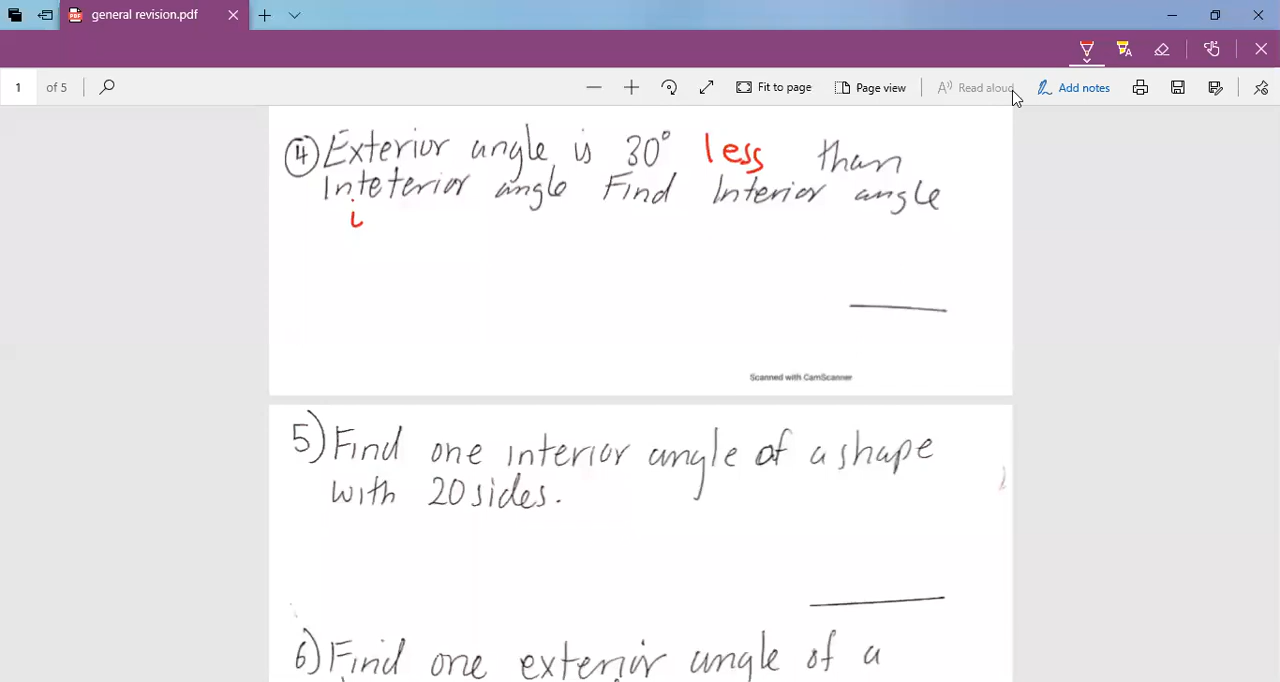 general revision.pdf
1 of 5 Fit to page Page view Read aloud Add notes
4 Exterior angle is 30° less than
Inteterior angle Find Interior angle
i
Scanned with CamScanner
5) Find one interior angle of a shape
with 20 sides.
6) Find one exterior angle of a